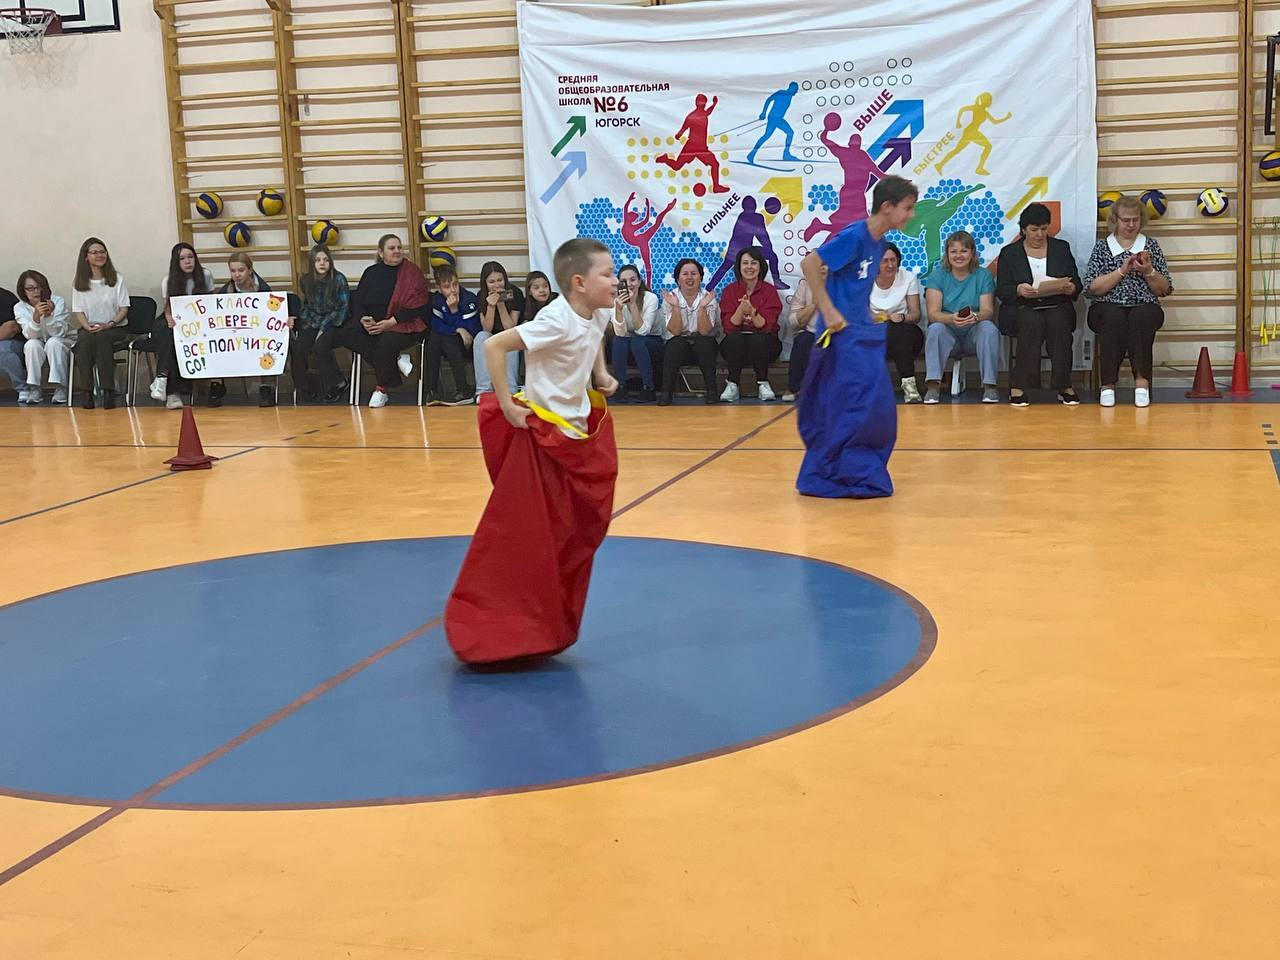 СРЕДНЯЯ
ОБЩЕОБРАЗОВАТЕЛЬНАЯ
ШКОЛА №6
ЮГОРСК
ВЫШЕ
БЫСТРЕЕ
СИЛЬНЕЕ
7Б КЛАСС
GO! ВПЕРЕД GO!
ВСЕ ПОЛУЧИТСЯ
GO!